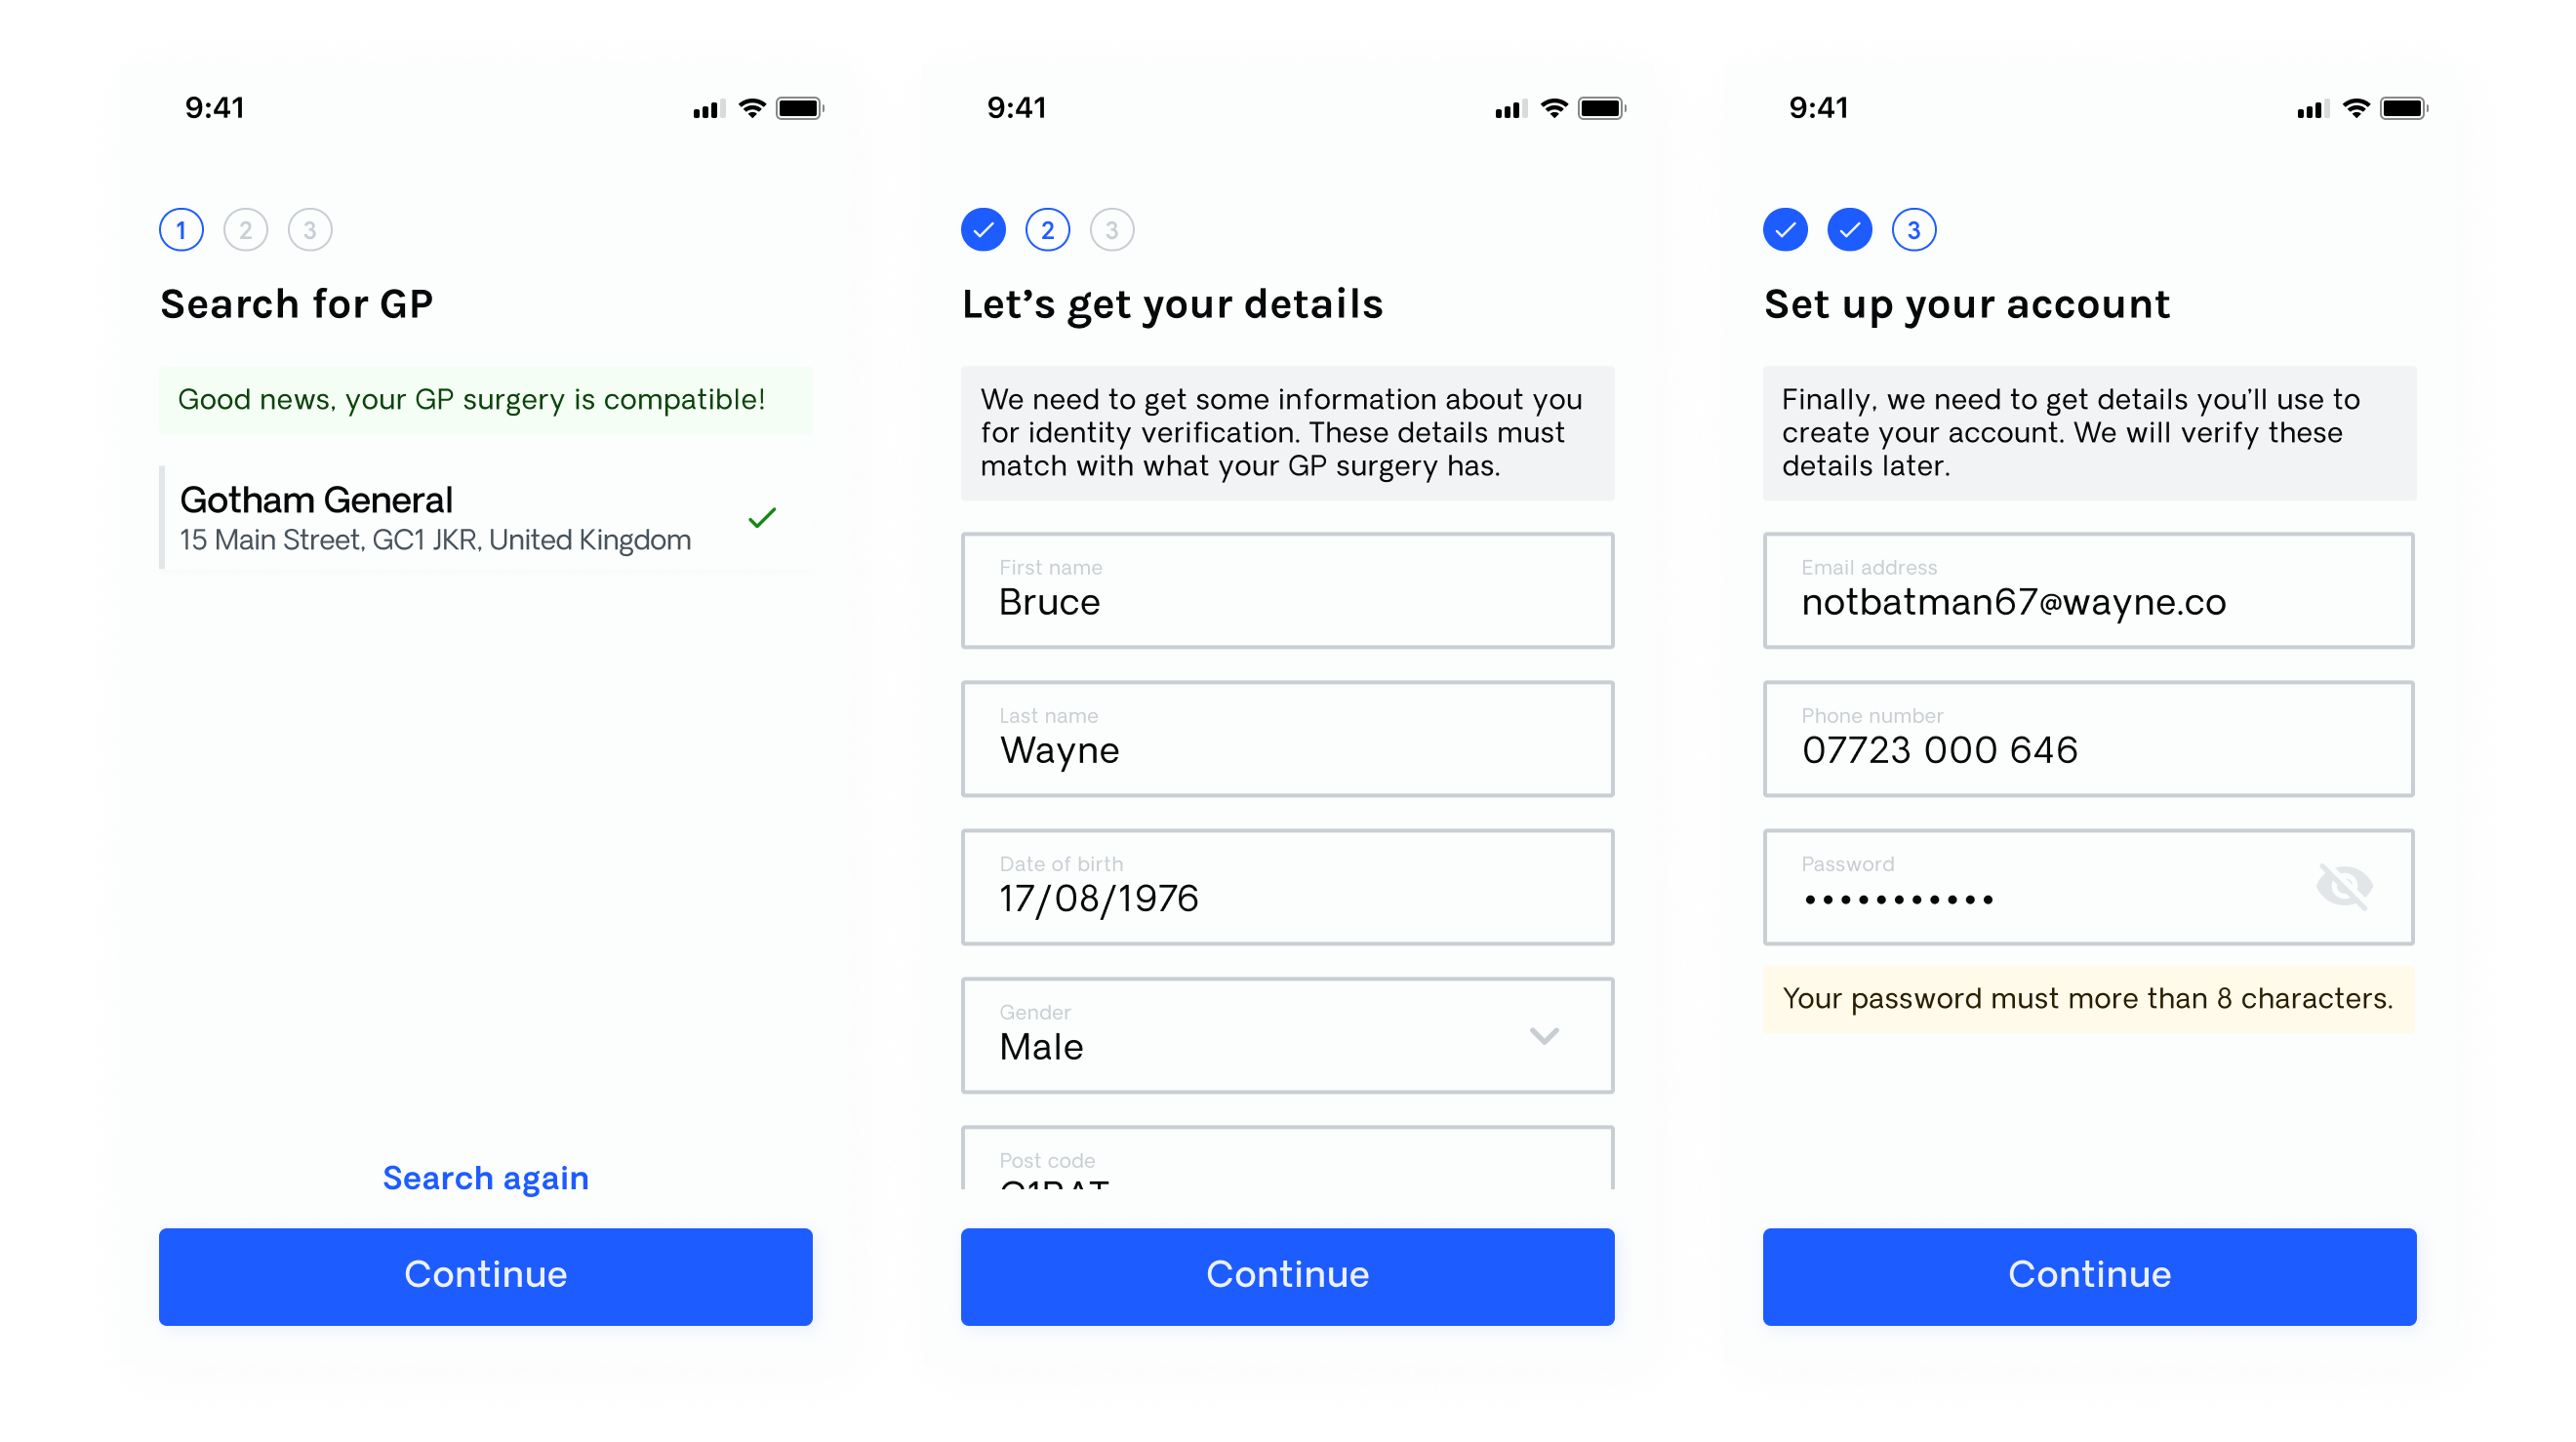 9:41
1 2 3
Search for GP
Good news, your GP surgery is compatible!
Gotham General
15 Main Street, GC1 JKR, United Kingdom
Search again
Continue
9:41
2 3
Let’s get your details
We need to get some information about you
for identity verification. These details must
match with what your GP surgery has.
First name
Bruce
Last name
Wayne
Date of birth
17/08/1976
Gender
Male
Post code
Continue
9:41
3
Set up your account
Finally, we need to get details you’ll use to
create your account. We will verify these
details later.
Email address
notbatman67@wayne.co
Phone number
07723 000 646
Password
Your password must more than 8 characters.
Continue